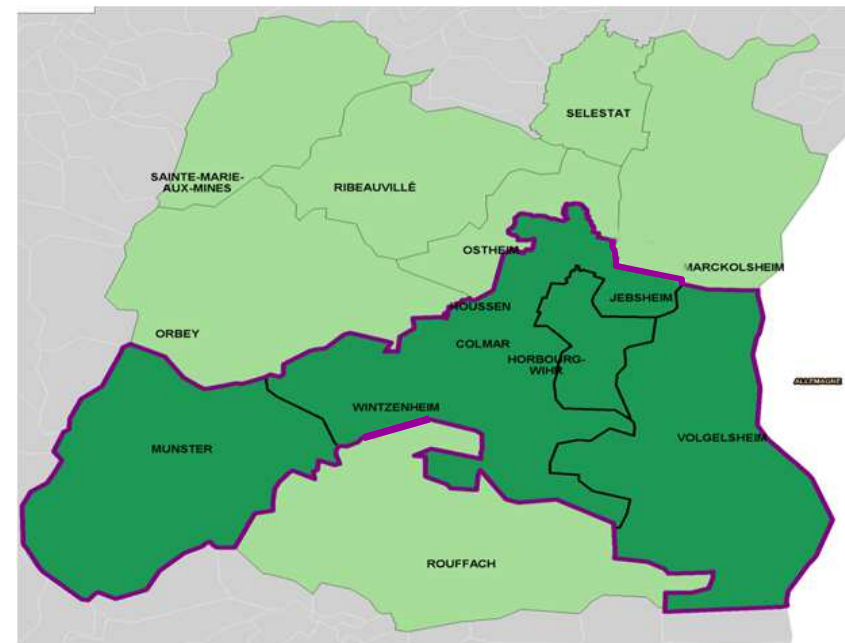 SELESTAT
SAINTE-MARIE-
AUX-MINES
RIBEAUVILLÉ
OSTHEIM
MARCKOLSHEIM
JEBSHEIM
HOUSSEN
ORBEY
COLMAR
HORBOURG-
WIHR
ALLEMAGNE
WINTZENHEIM
MUNSTER
VOLGELSHEIM
ROUFFACH